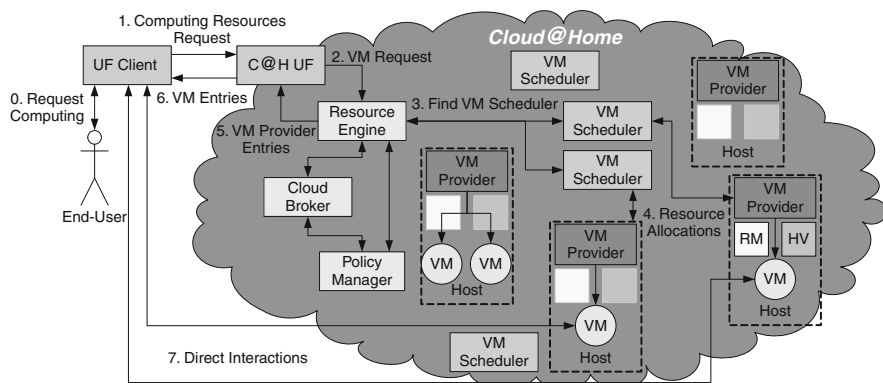 1. Computing Resources
Request
Cloud@Home
UF Client
C@H UF
2. VM Request
VM
Scheduler
VM
Provider
Host
0. Request
Computing
6. VM Entries
3. Find VM Scheduler
Resource
Engine
VM
Scheduler
5. VM Provider
Entries
VM
Provider
VM
VM
Host
VM
Scheduler
End-User
Cloud
Broker
4. Resource
Allocations
VM
Provider
RM
HV
VM
Host
Policy
Manager
VM
Provider
VM
Host
7. Direct Interactions
VM
Scheduler